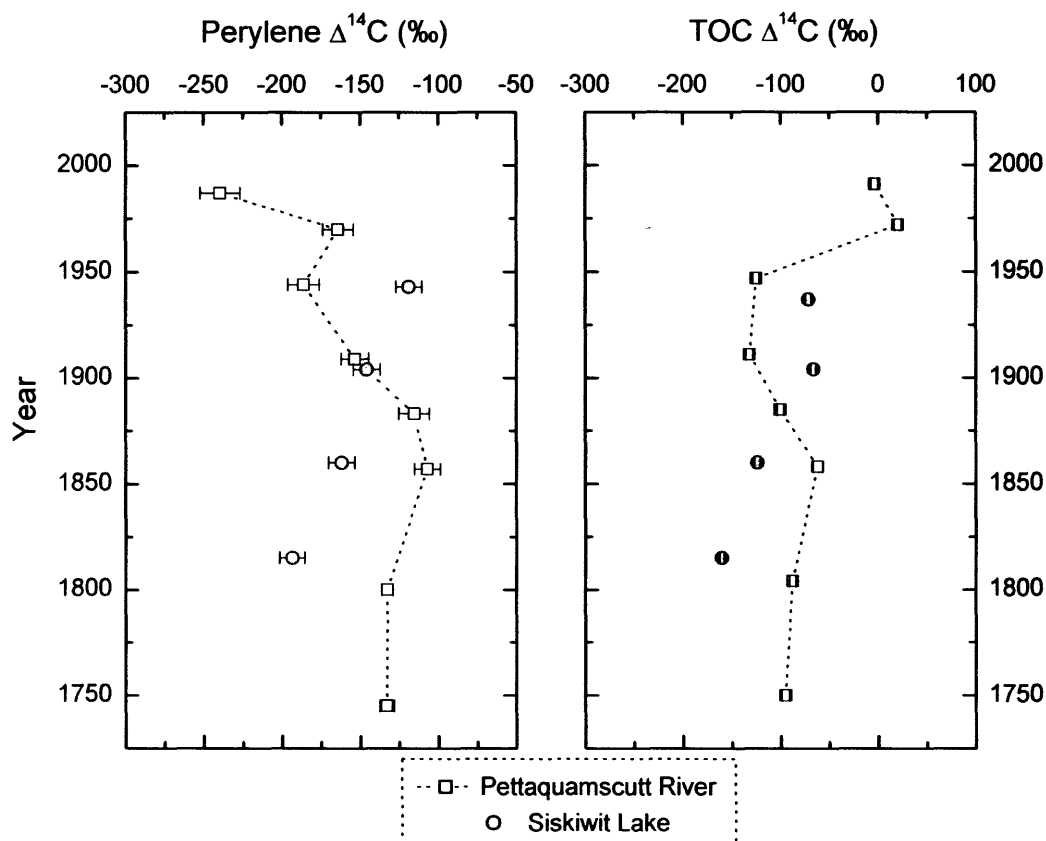 Perylene Δ¹⁴C (‰)
TOC Δ¹⁴C (‰)
-300 -250 -200 -150 -100 -50
-300 -200 -100 0 100
2000
1950
1900
1850
1800
1750
Year
2000
1950
1900
1850
1800
1750
Pettaquamscutt River
Siskiwit Lake